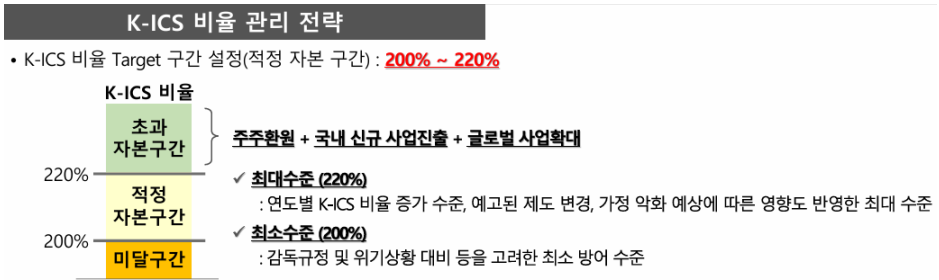 K-ICS 비율 관리 전략
• K-ICS 비율 Target 구간 설정(적정 자본 구간) : 200% ~ 220%
K-ICS 비율
초과
자본구간
주주환원 + 국내 신규 사업진출 + 글로벌 사업확대
220%
✓ 최대수준 (220%)
: 연도별 K-ICS 비율 증가 수준, 예고된 제도 변경, 가정 악화 예상에 따른 영향도 반영한 최대 수준
적정
자본구간
200%
✓ 최소수준 (200%)
: 감독규정 및 위기상황 대비 등을 고려한 최소 방어 수준
미달구간